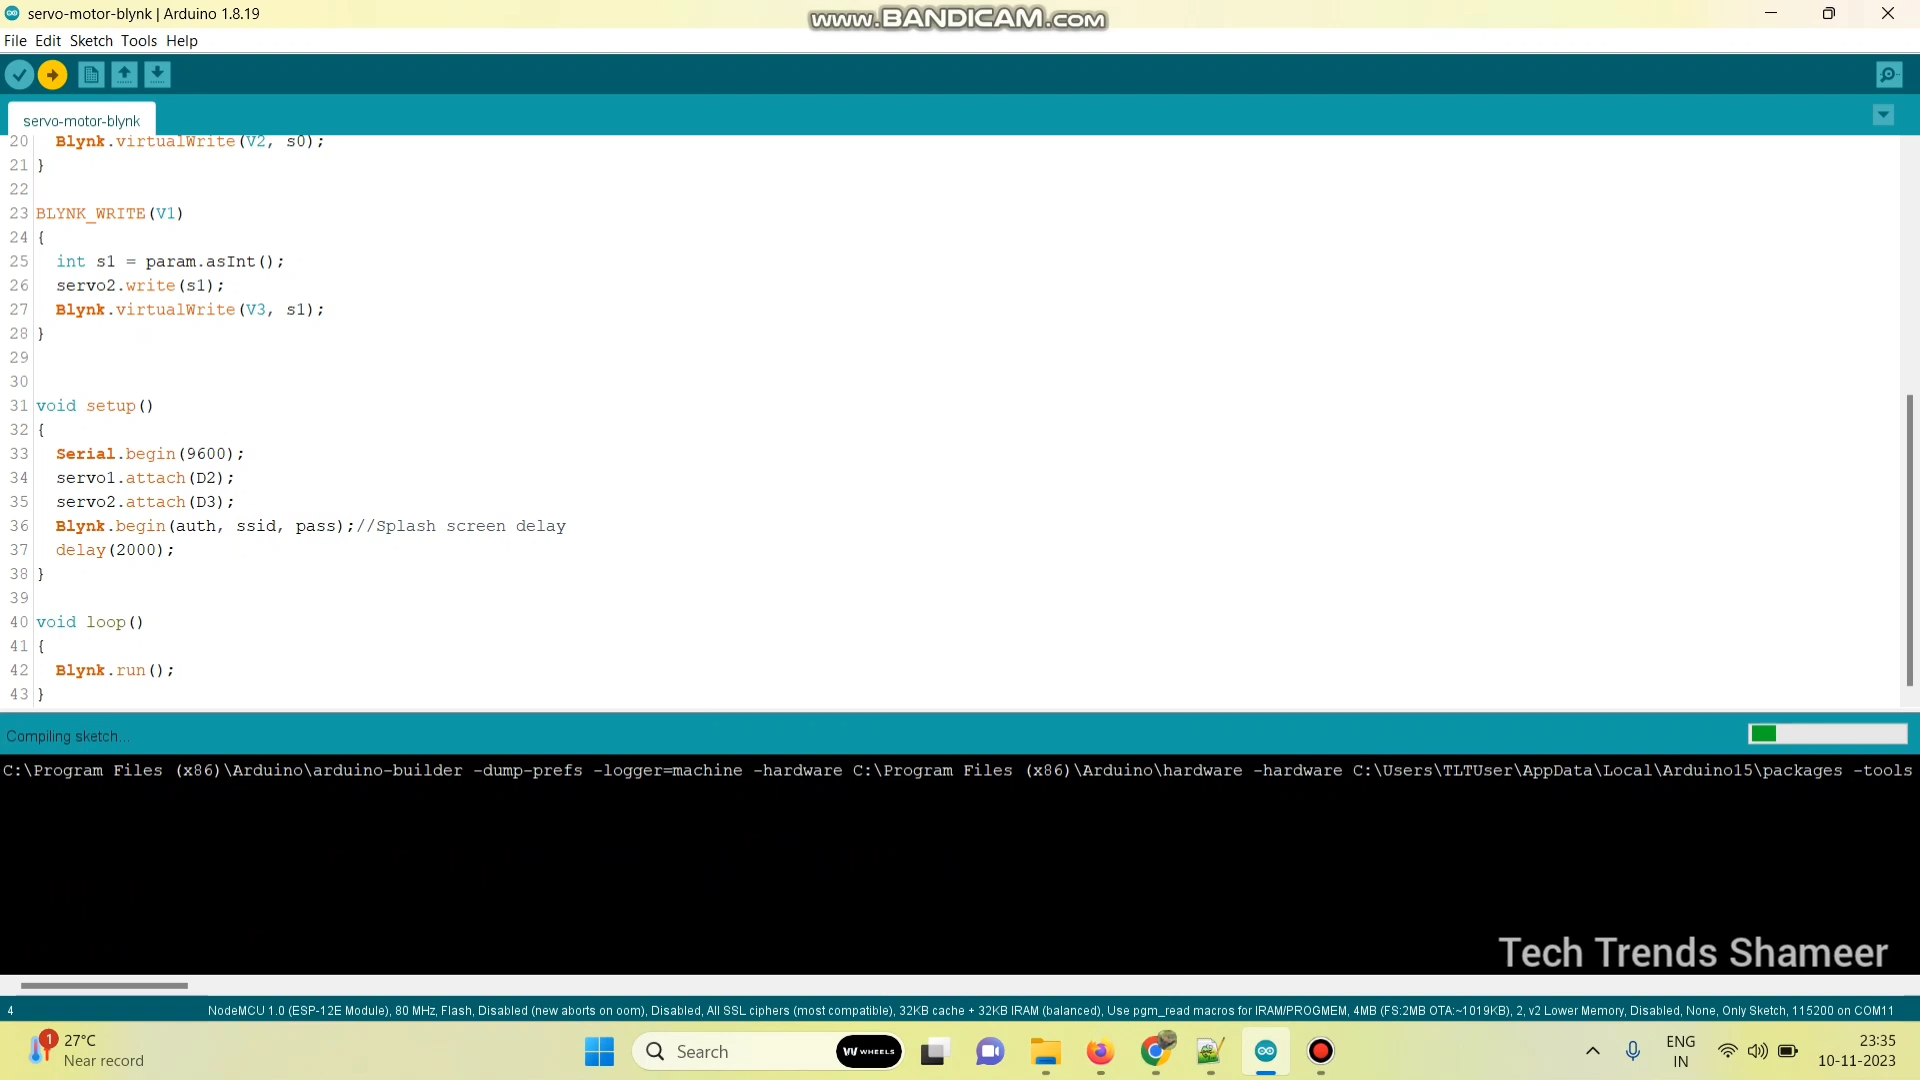 servo-motor-blynk | Arduino 1.8.19
www.BANDICAM.com
File Edit Sketch Tools Help
servo-motor-blynk
20 Blynk.virtualWrite(V2, s0);
21 }
22
23 BLYNK_WRITE(V1)
24 {
25 int s1 = param.asInt();
26 servo2.write(s1);
27 Blynk.virtualWrite(V3, s1);
28 }
29
30
31 void setup()
32 {
33 Serial.begin(9600);
34 servo1.attach(D2);
35 servo2.attach(D3);
36 Blynk.begin(auth, ssid, pass);//Splash screen delay
37 delay(2000);
38 }
39
40 void loop()
41 {
42 Blynk.run();
43 }
Compiling sketch...
C:\Program Files (x86)\Arduino\arduino-builder -dump-prefs -logger=machine -hardware C:\Program Files (x86)\Arduino\hardware -hardware C:\Users\TLTUser\AppData\Local\Arduino15\packages -tools
Tech Trends Shameer
4 NodeMCU 1.0 (ESP-12E Module), 80 MHz, Flash, Disabled (new aborts on oom), Disabled, All SSL ciphers (most compatible), 32KB cache + 32KB IRAM (balanced), Use pgm_read macros for IRAM/PROGMEM, 4MB (FS:2MB OTA:~1019KB), 2, v2 Lower Memory, Disabled, None, Only Sketch, 115200 on COM11
1
27°C
Near record
Search
WHEELS
ENG
IN
23:35
10-11-2023